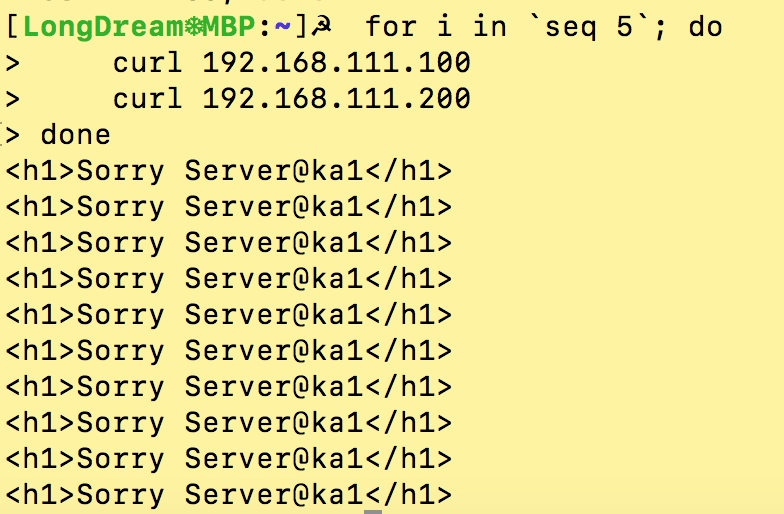 [LongDream❄MBP:~]☭  for i in `seq 5`; do
>     curl 192.168.111.100
>     curl 192.168.111.200
> done
<h1>Sorry Server@ka1</h1>
<h1>Sorry Server@ka1</h1>
<h1>Sorry Server@ka1</h1>
<h1>Sorry Server@ka1</h1>
<h1>Sorry Server@ka1</h1>
<h1>Sorry Server@ka1</h1>
<h1>Sorry Server@ka1</h1>
<h1>Sorry Server@ka1</h1>
<h1>Sorry Server@ka1</h1>
<h1>Sorry Server@ka1</h1>